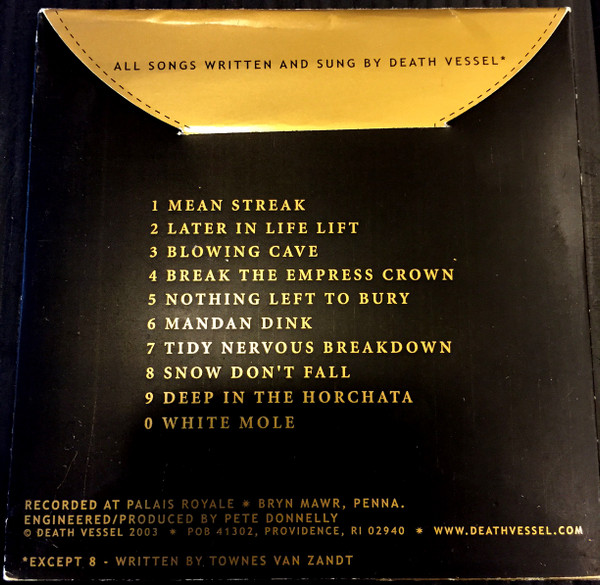 ALL SONGS WRITTEN AND SUNG BY DEATH VESSEL*
1 MEAN STREAK
2 LATER IN LIFE LIFT
3 BLOWING CAVE
4 BREAK THE EMPRESS CROWN
5 NOTHING LEFT TO BURY
6 MANDAN DINK
7 TIDY NERVOUS BREAKDOWN
8 SNOW DON'T FALL
9 DEEP IN THE HORCHATA
0 WHITE MOLE
RECORDED AT PALAIS ROYALE * BRYN MAWR, PENNA.
ENGINEERED/PRODUCED BY PETE DONNELLY
© DEATH VESSEL 2003 * POB 41302, PROVIDENCE, RI 02940 * WWW.DEATHVESSEL.COM
*EXCEPT 8 - WRITTEN BY TOWNES VAN ZANDT